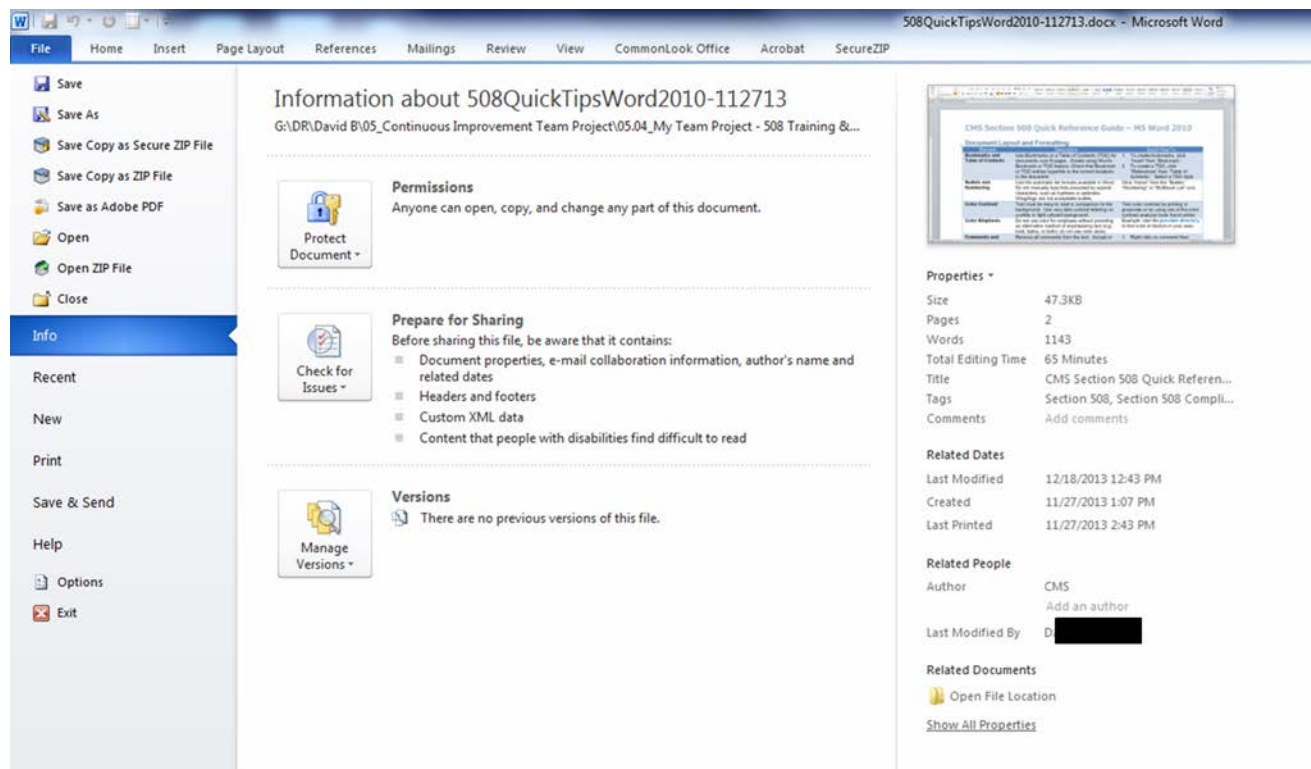 508QuickTipsWord2010-112713.docx - Microsoft Word
File Home Insert Page Layout References Mailings Review View CommonLook Office Acrobat SecureZIP
Save
Save As
Save Copy as Secure ZIP File
Save Copy as ZIP File
Save as Adobe PDF
Open
Open ZIP File
Close
Info
Recent
New
Print
Save & Send
Help
Options
Exit
Information about 508QuickTipsWord2010-112713
G:\DR\David B\05_Continuous Improvement Team Project\05.04_My Team Project - 508 Training &...
Protect
Document
Permissions
Anyone can open, copy, and change any part of this document.
Check for
Issues
Prepare for Sharing
Before sharing this file, be aware that it contains:
Document properties, e-mail collaboration information, author's name and
related dates
Headers and footers
Custom XML data
Content that people with disabilities find difficult to read
Manage
Versions
Versions
There are no previous versions of this file.
CMS Section 508 Quick Reference Guide – MS Word 2010
Document Layout and Formatting
Properties
Size 47.3KB
Pages 2
Words 1143
Total Editing Time 65 Minutes
Title CMS Section 508 Quick Referen...
Tags Section 508, Section 508 Compli...
Comments Add comments
Related Dates
Last Modified 12/18/2013 12:43 PM
Created 11/27/2013 1:07 PM
Last Printed 11/27/2013 2:43 PM
Related People
Author CMS
Add an author
Last Modified By
Related Documents
Open File Location
Show All Properties